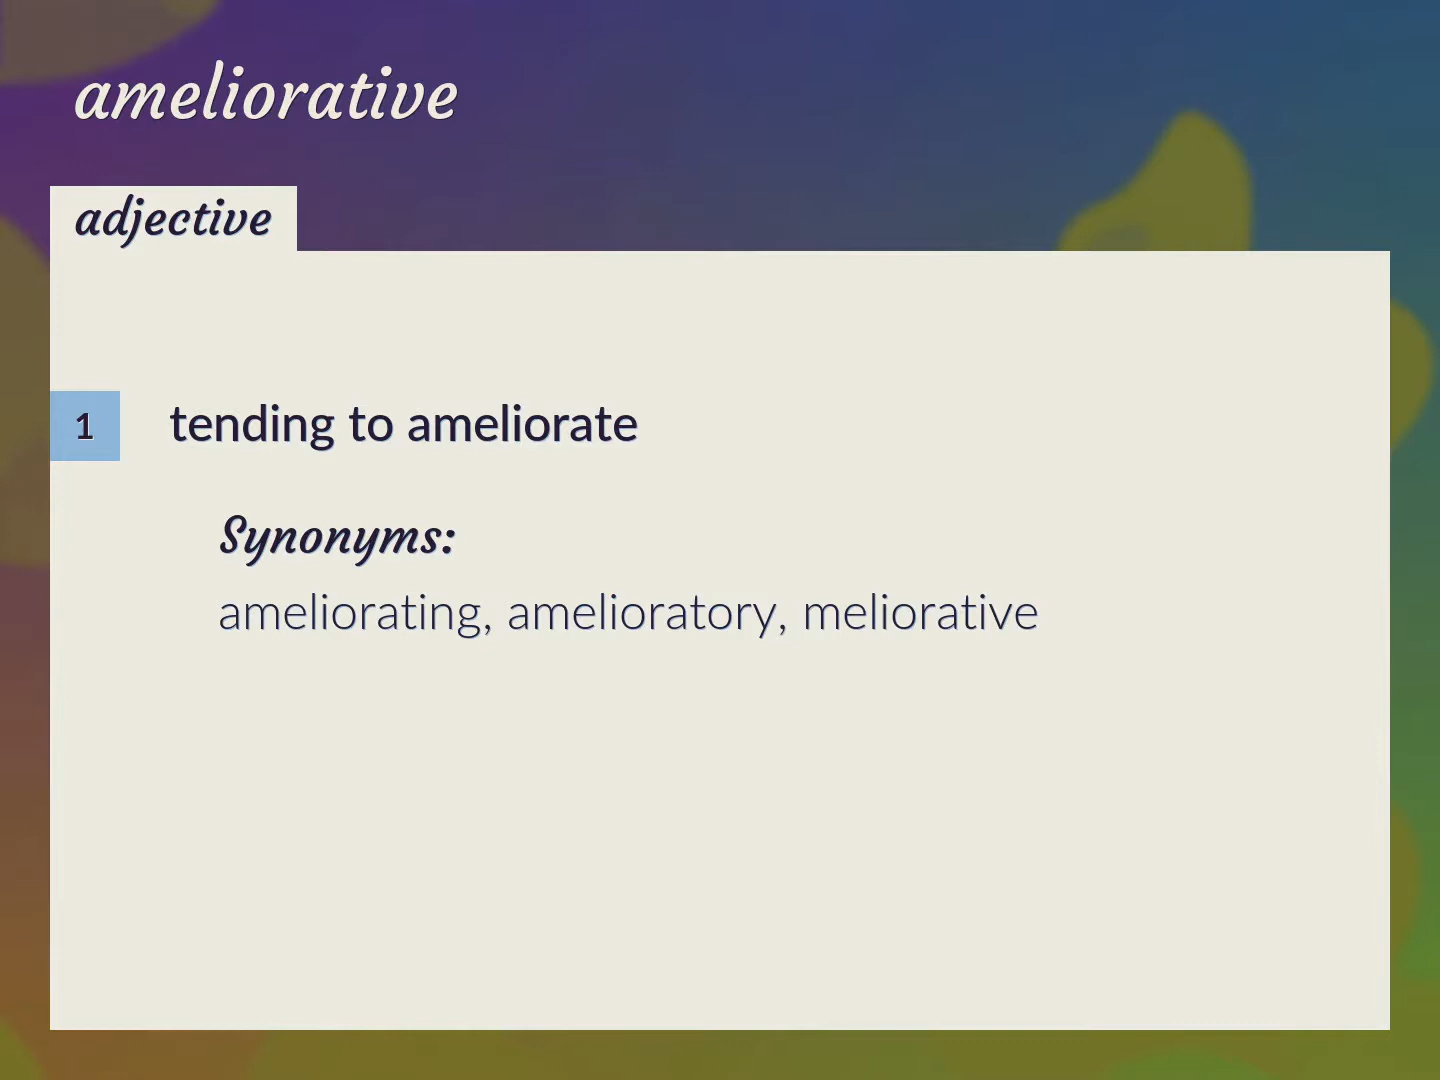 ameliorative
adjective
1 tending to ameliorate
Synonyms:
ameliorating, amelioratory, meliorative